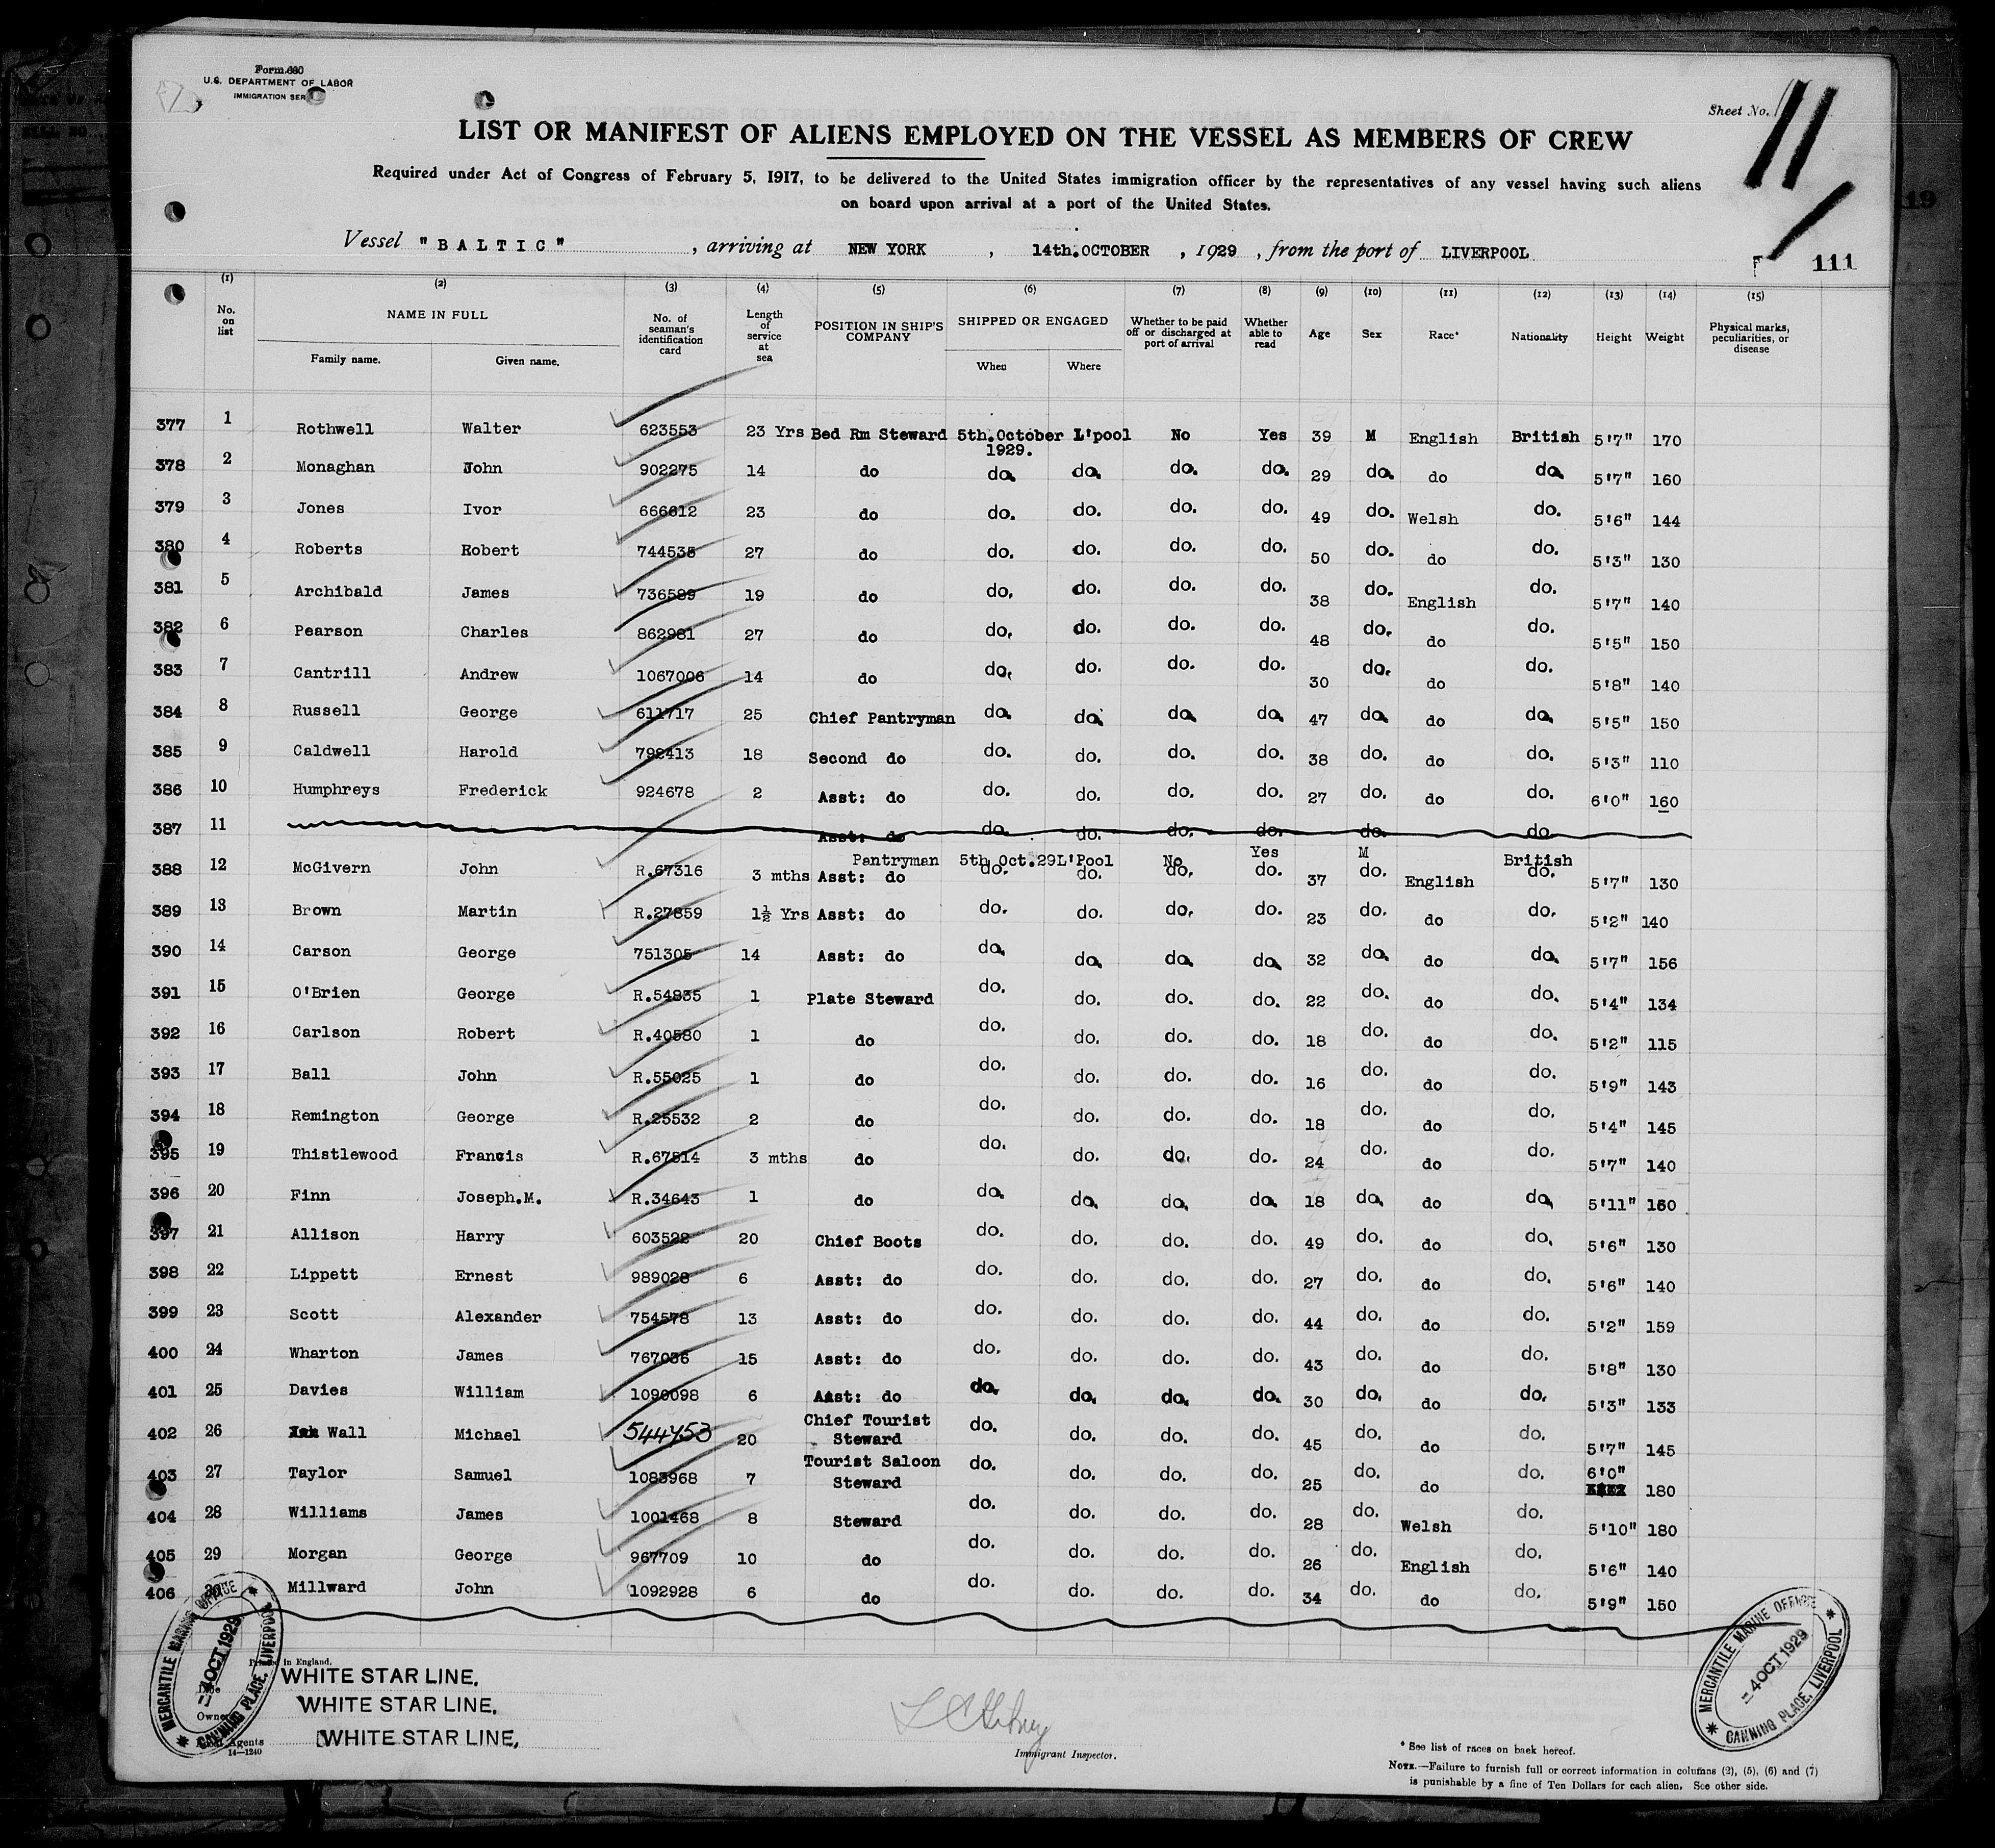 Form 680
U.S. DEPARTMENT OF LABOR
IMMIGRATION SER
Sheet No. 11
LIST OR MANIFEST OF ALIENS EMPLOYED ON THE VESSEL AS MEMBERS OF CREW
Required under Act of Congress of February 5, 1917, to be delivered to the United States immigration officer by the representatives of any vessel having such aliens
on board upon arrival at a port of the United States.
Vessel "BALTIC" , arriving at NEW YORK , 14th.OCTOBER , 1929 , from the port of LIVERPOOL
111
(1) (2) (3) (4) (5) (6) (7) (8) (9) (10) (11) (12) (13) (14) (15)
No. on list NAME IN FULL Family name. Given name. No. of seaman's identification card Length of service at sea POSITION IN SHIP'S COMPANY SHIPPED OR ENGAGED When Where Whether to be paid off or discharged at port of arrival Whether able to read Age Sex Race* Nationality Height Weight Physical marks, peculiarities, or disease
377 1 Rothwell Walter 623553 23 Yrs Bed Rm Steward 5th.October 1929. L'pool No Yes 39 M English British 5'7" 170
378 2 Monaghan John 902275 14 do do. do. do. do. 29 do. do do. 5'7" 160
379 3 Jones Ivor 666612 23 do do. do. do. do. 49 do. Welsh do. 5'6" 144
380 4 Roberts Robert 744535 27 do do. do. do. do. 50 do. do do. 5'3" 130
381 5 Archibald James 736589 19 do do. do. do. do. 38 do. English do. 5'7" 140
382 6 Pearson Charles 862981 27 do do. do. do. do. 48 do. do do. 5'5" 150
383 7 Cantrill Andrew 1067006 14 do do. do. do. do. 30 do. do do. 5'8" 140
384 8 Russell George 611717 25 Chief Pantryman do. do. do. do. 47 do. do do. 5'5" 150
385 9 Caldwell Harold 798413 18 Second do do. do. do. do. 38 do. do do. 5'3" 110
386 10 Humphreys Frederick 924678 2 Asst: do do. do. do. do. 27 do. do do. 6'0" 160
387 11 Asst: do do. do. do. do. do. do.
Pantryman 5th Oct.29 L'Pool No Yes M British
388 12 McGivern John R.67316 3 mths Asst: do do. do. do. do. 37 do. English do. 5'7" 130
389 13 Brown Martin R.27859 1½ Yrs Asst: do do. do. do. do. 23 do. do do. 5'2" 140
390 14 Carson George 751305 14 Asst: do do. do. do. do. 32 do. do do. 5'7" 156
391 15 O'Brien George R.54835 1 Plate Steward do. do. do. do. 22 do. do do. 5'4" 134
392 16 Carlson Robert R.40580 1 do do. do. do. do. 18 do. do do. 5'2" 115
393 17 Ball John R.55025 1 do do. do. do. do. 16 do. do do. 5'9" 143
394 18 Remington George R.25532 2 do do. do. do. do. 18 do. do do. 5'4" 145
395 19 Thistlewood Francis R.67514 3 mths do do. do. do. do. 24 do. do do. 5'7" 140
396 20 Finn Joseph.M. R.34643 1 do do. do. do. do. 18 do. do do. 5'11" 160
397 21 Allison Harry 603522 20 Chief Boots do. do. do. do. 49 do. do do. 5'6" 130
398 22 Lippett Ernest 989028 6 Asst: do do. do. do. do. 27 do. do do. 5'6" 140
399 23 Scott Alexander 754578 13 Asst: do do. do. do. do. 44 do. do do. 5'2" 159
400 24 Wharton James 767036 15 Asst: do do. do. do. do. 43 do. do do. 5'8" 130
401 25 Davies William 1090098 6 Asst: do do. do. do. do. 30 do. do do. 5'3" 133
402 26 Wall Michael 544453 20 Chief Tourist Steward do. do. do. do. 45 do. do do. 5'7" 145
403 27 Taylor Samuel 1083968 7 Tourist Saloon Steward do. do. do. do. 25 do. do do. 6'0" 180
404 28 Williams James 1001468 8 Steward do. do. do. do. 28 do. Welsh do. 5'10" 180
405 29 Morgan George 967709 10 do do. do. do. do. 26 do. English do. 5'6" 140
406 30 Millward John 1092928 6 do do. do. do. do. 34 do. do do. 5'9" 150
MERCANTILE MARINE OFFICE
-4 OCT 1929
CANNING PLACE, LIVERPOOL
MERCANTILE MARINE OFFICE
-4 OCT 1929
CANNING PLACE, LIVERPOOL
Printed in England.
WHITE STAR LINE.
WHITE STAR LINE.
Owner
WHITE STAR LINE,
Agents
14—1240
Immigrant Inspector.
* See list of races on back hereof.
NOTE.—Failure to furnish full or correct information in columns (2), (5), (6) and (7)
is punishable by a fine of Ten Dollars for each alien. See other side.